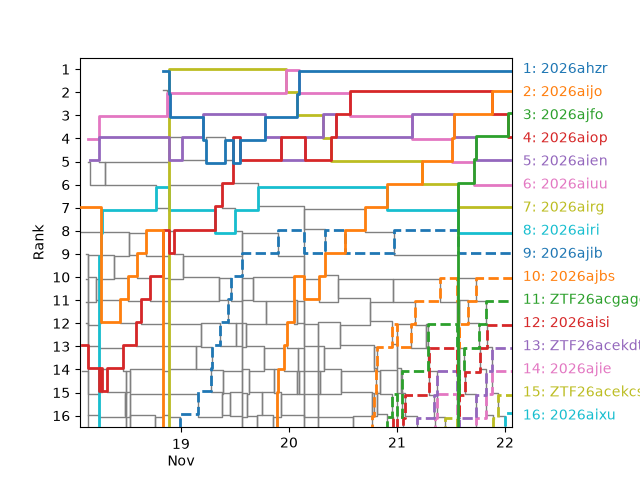 1
2
3
4
5
6
7
8
9
10
11
12
13
14
15
16
Rank
19
20
21
22
Nov
1: 2026ahzr
2: 2026aijo
3: 2026ajfo
4: 2026aiop
5: 2026aien
6: 2026aiuu
7: 2026airg
8: 2026airi
9: 2026ajib
10: 2026ajbs
11: ZTF26acgag
12: 2026aisi
13: ZTF26acekd
14: 2026ajie
15: ZTF26acekc
16: 2026aixu